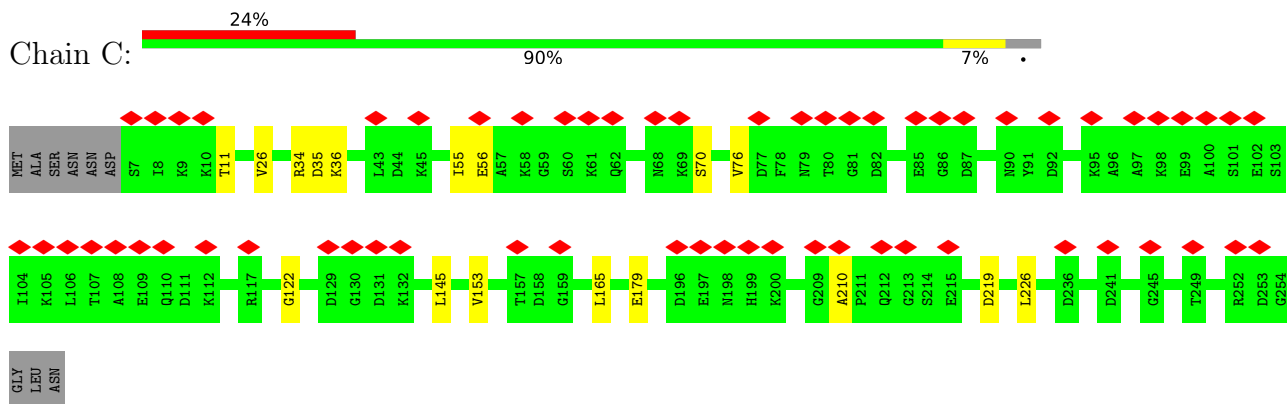 24%
Chain C:
90% 7% •
MET ALA SER ASN ASN ASP S7 I8 K9 K10 T11 V26 R34 D35 K36 L43 D44 K45 I55 E56 A57 K58 G59 S60 K61 Q62 N68 K69 S70 V76 D77 F78 N79 T80 G81 D82 E85 G86 D87 N90 Y91 D92 K95 A96 A97 K98 E99 A100 S101 E102 S103
I104 K105 L106 T107 A108 E109 Q110 D111 K112 R117 G122 D129 G130 D131 K132 L145 V153 T157 D158 G159 L165 E179 D196 E197 N198 H199 K200 G209 A210 P211 Q212 G213 S214 E215 D219 L226 D236 D241 G245 T249 R252 D253 G254
GLY LEU ASN